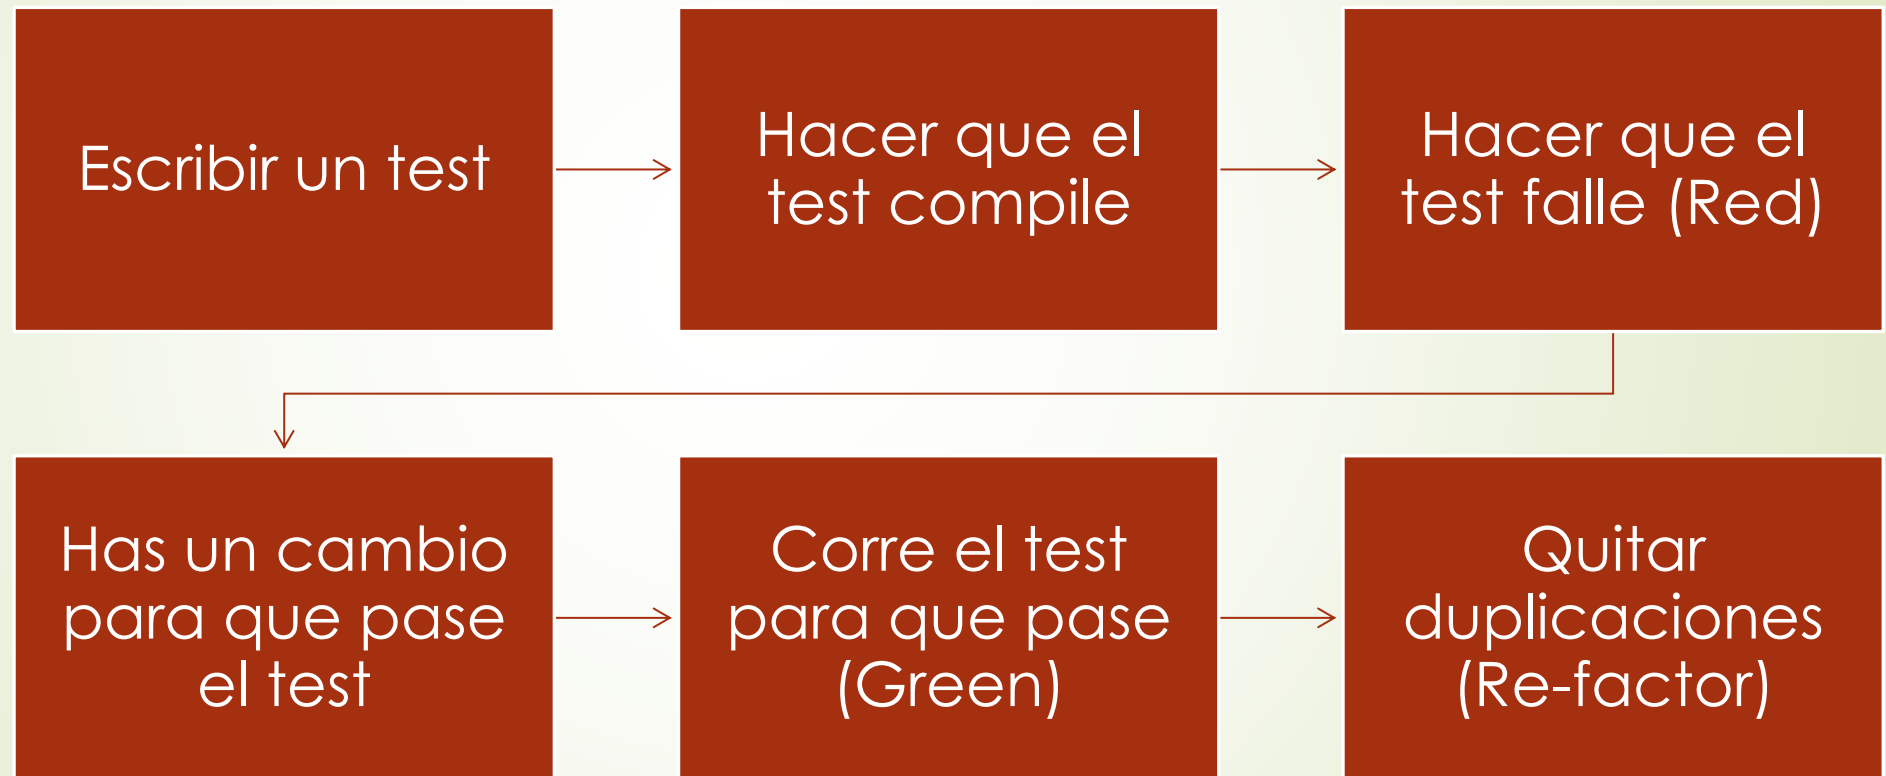 Escribir un test
Hacer que el
test compile
Hacer que el
test falle (Red)
Has un cambio
para que pase
el test
Corre el test
para que pase
(Green)
Quitar
duplicaciones
(Re-factor)